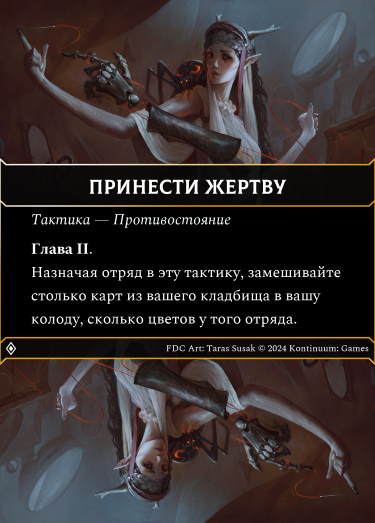 ПРИНЕСТИ ЖЕРТВУ
Тактика — Противостояние
Глава II.
Назначая отряд в эту тактику, замешивайте
столько карт из вашего кладбища в вашу
колоду, сколько цветов у того отряда.
FDC Art: Taras Susak © 2024 Kontinuum: Games